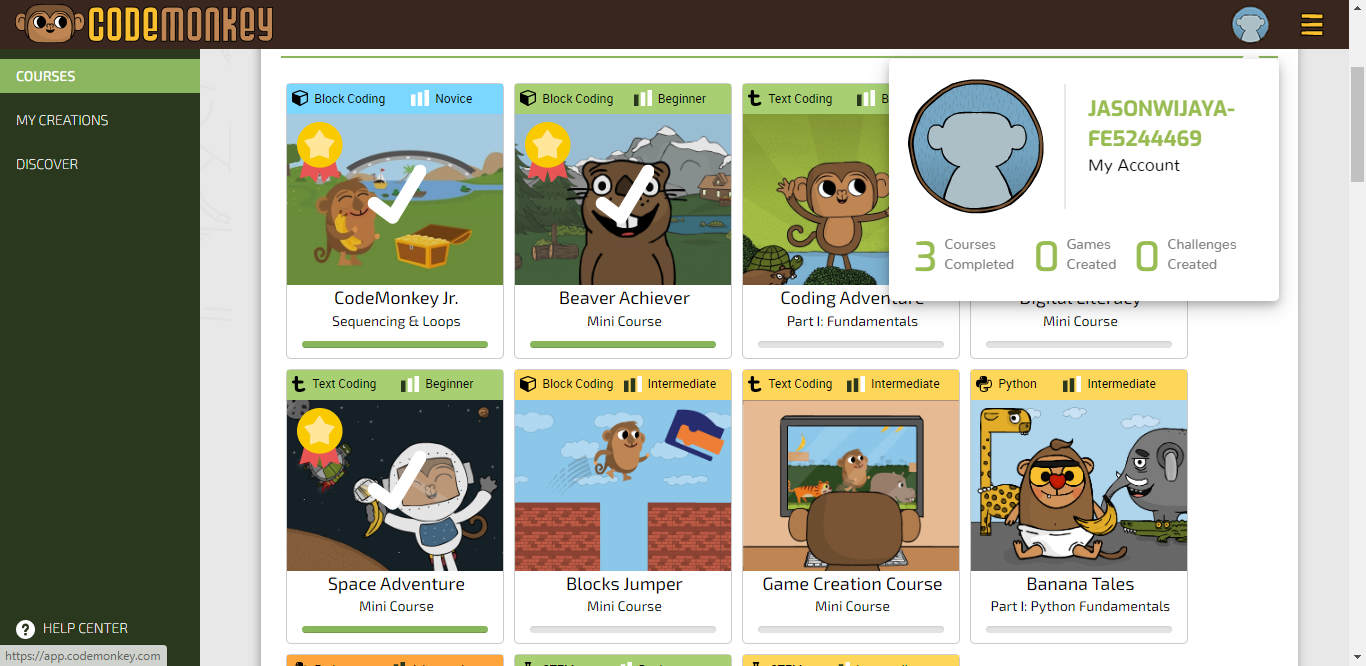 CODEMONKEY
COURSES
MY CREATIONS
DISCOVER
HELP CENTER
https://app.codemonkey.com
JASONWIJAYA-
FE5244469
My Account
3 Courses
Completed
0 Games
Created
0 Challenges
Created
Block Coding Novice
CodeMonkey Jr.
Sequencing & Loops
Block Coding Beginner
Beaver Achiever
Mini Course
Text Coding B
Coding Adventure
Part I: Fundamentals
Digital Literacy
Mini Course
Text Coding Beginner
Space Adventure
Mini Course
Block Coding Intermediate
Blocks Jumper
Mini Course
Text Coding Intermediate
Game Creation Course
Mini Course
Python Intermediate
Banana Tales
Part I: Python Fundamentals